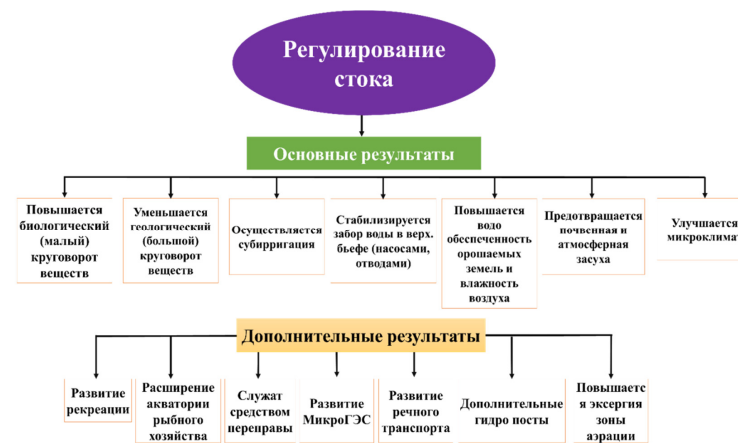 Регулирование
стока
Основные результаты
Повышается
биологический
(малый)
круговорот
веществ
Уменьшается
геологический
(большой)
круговорот
веществ
Осуществляется
субирригация
Стабилизируется
забор воды в верх.
бьефе (насосами,
отводами)
Повышается
водо
обеспеченность
орошаемых
земель и
влажность
воздуха
Предотвращается
почвенная и
атмосферная
засуха
Улучшается
микроклимат
Дополнительные результаты
Развитие
рекреации
Расширение
акватории
рыбного
хозяйства
Служат
средством
переправы
Развитие
МикроГЭС
Развитие
речного
транспорта
Дополнительные
гидро посты
Повышаетс
я эксергия
зоны
аэрации